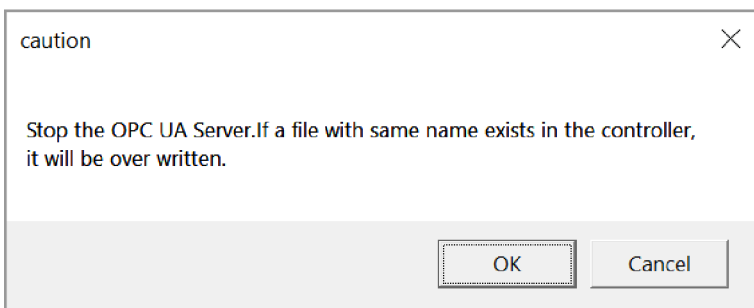 caution
Stop the OPC UA Server.If a file with same name exists in the controller,
it will be over written.
OK
Cancel